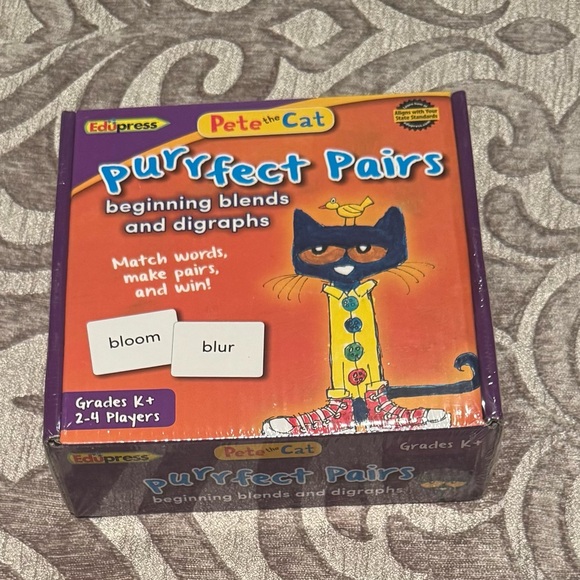 Edupress
Pete the Cat
Aligns with Your
State Standards
purrfect Pairs
beginning blends
and digraphs
Match words,
make pairs,
and win!
bloom
blur
Grades K+
2-4 Players
Edupress
Pete the Cat
Grades K+
purrfect Pairs
beginning blends and digraphs